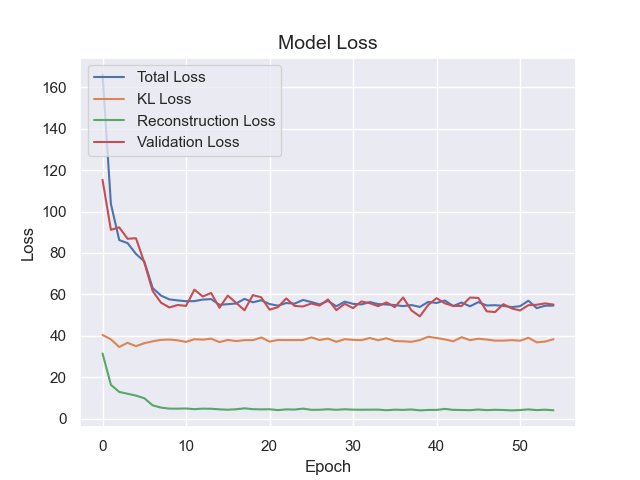 Model Loss
Total Loss
KL Loss
Reconstruction Loss
Validation Loss
160
140
120
100
80
60
40
20
0
Loss
0 10 20 30 40 50
Epoch